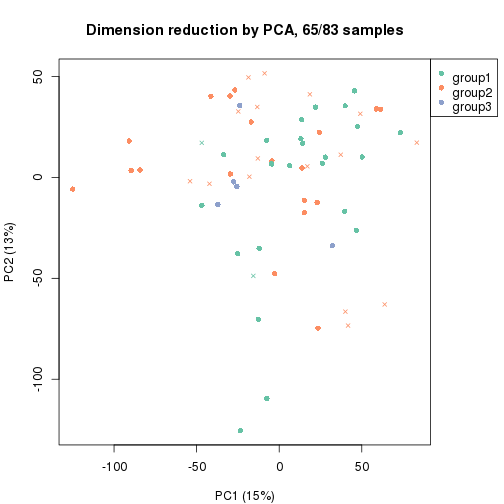 Dimension reduction by PCA, 65/83 samples
group1
group2
group3
50
0
-50
-100
PC2 (13%)
-100
-50
0
50
PC1 (15%)